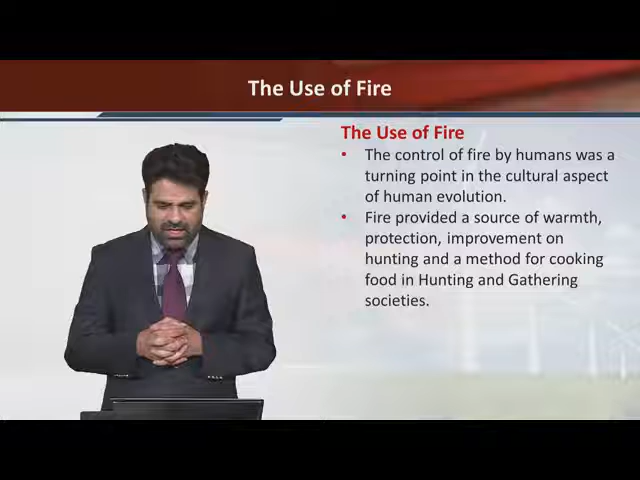 The Use of Fire
The Use of Fire
• The control of fire by humans was a
turning point in the cultural aspect
of human evolution.
• Fire provided a source of warmth,
protection, improvement on
hunting and a method for cooking
food in Hunting and Gathering
societies.